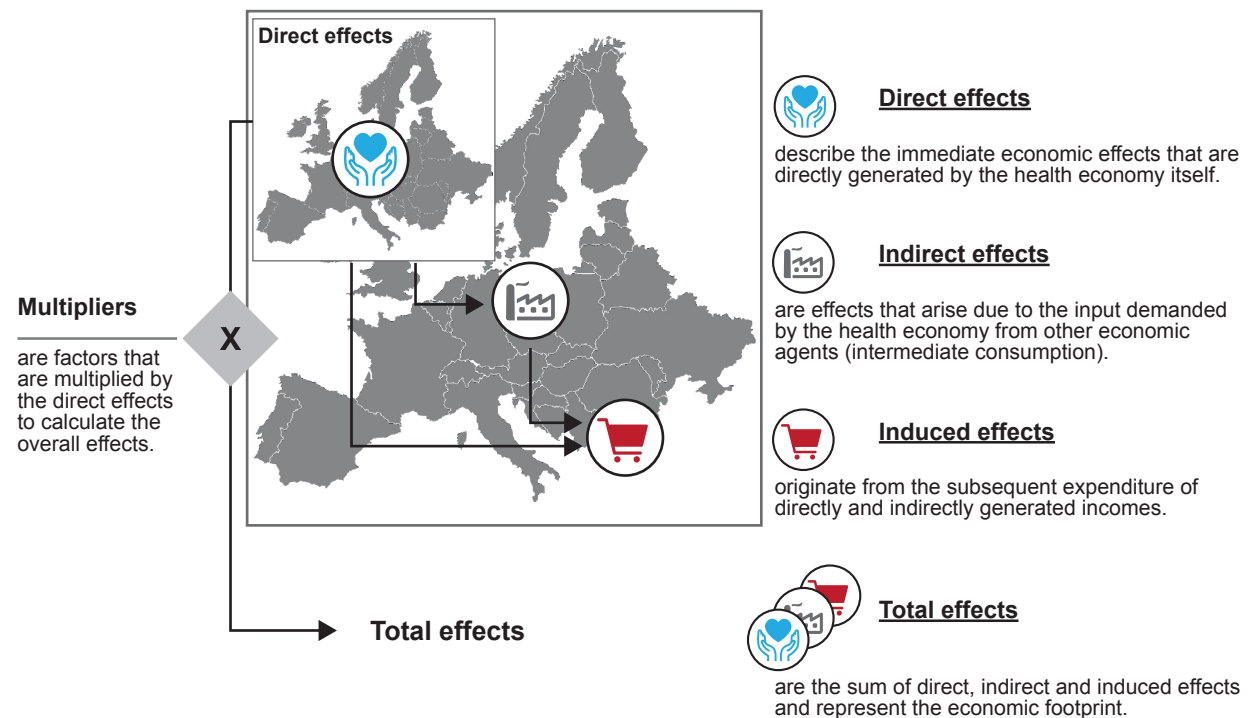 Direct effects
Multipliers
are factors that
are multiplied by
the direct effects
to calculate the
overall effects.
X
Total effects
Direct effects
describe the immediate economic effects that are
directly generated by the health economy itself.
Indirect effects
are effects that arise due to the input demanded
by the health economy from other economic
agents (intermediate consumption).
Induced effects
originate from the subsequent expenditure of
directly and indirectly generated incomes.
Total effects
are the sum of direct, indirect and induced effects
and represent the economic footprint.